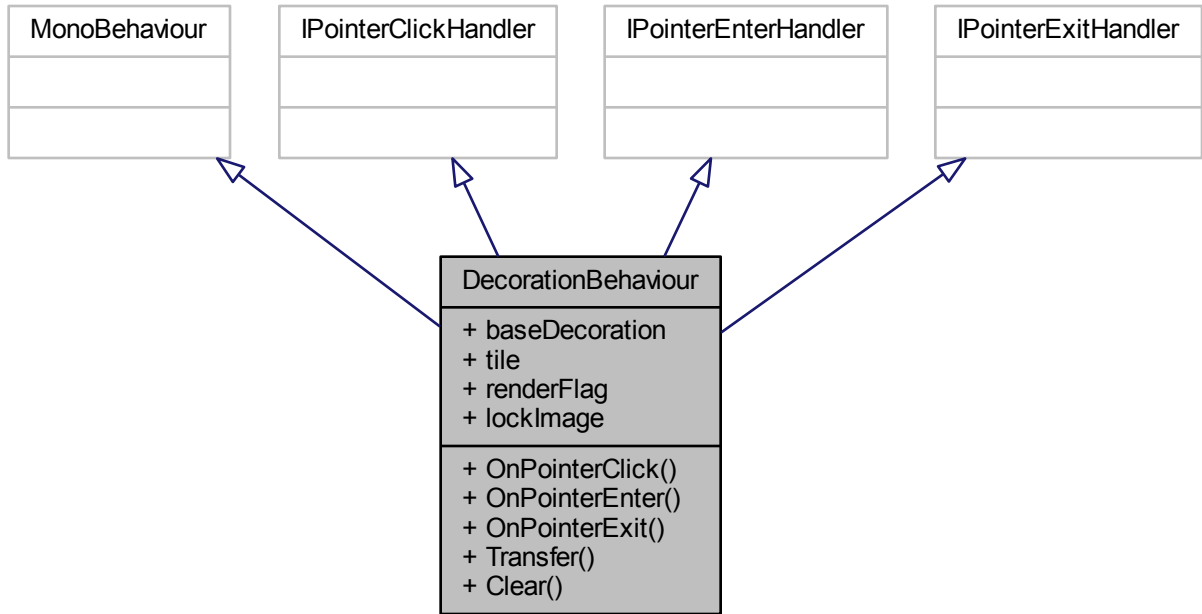 MonoBehaviour
IPointerClickHandler
IPointerEnterHandler
IPointerExitHandler
DecorationBehaviour
+ baseDecoration
+ tile
+ renderFlag
+ lockImage
+ OnPointerClick()
+ OnPointerEnter()
+ OnPointerExit()
+ Transfer()
+ Clear()